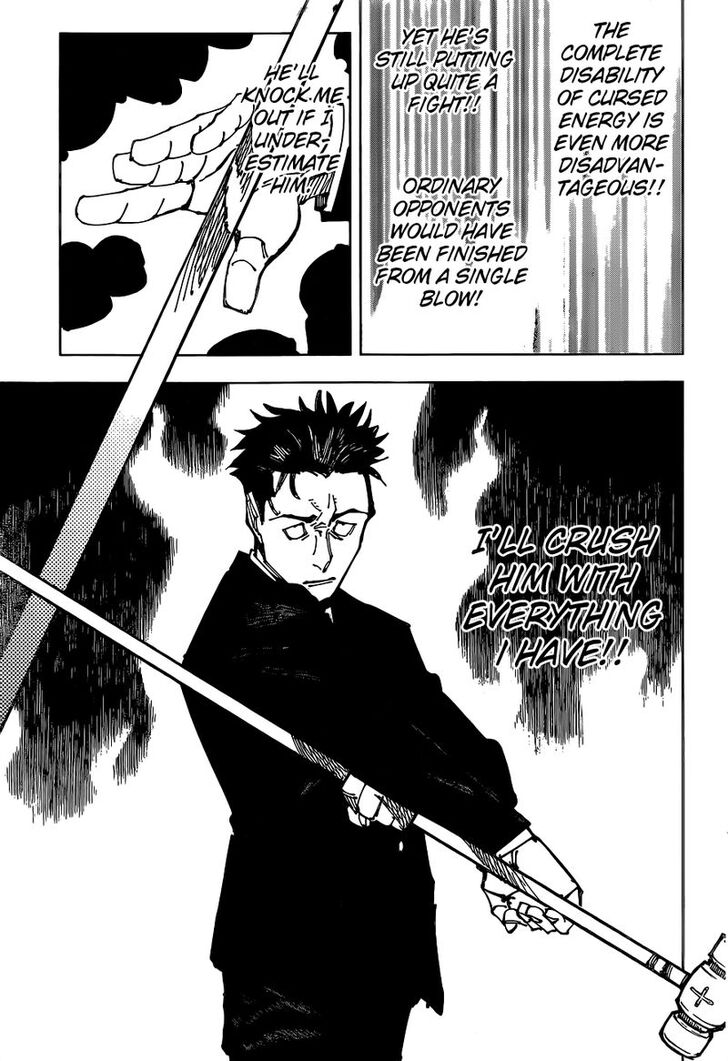 THE
COMPLETE
DISABILITY
OF CURSED
ENERGY IS
EVEN MORE
DISADVAN-
TAGEOUS!!
YET HE'S
STILL PUTTING
UP QUITE A
FIGHT!!
ORDINARY
OPPONENTS
WOULD HAVE
BEEN FINISHED
FROM A SINGLE
BLOW!
HE'LL
KNOCK ME
OUT IF I
UNDER-
ESTIMATE
HIM.
I'LL CRUSH
HIM WITH
EVERYTHING
I HAVE!!